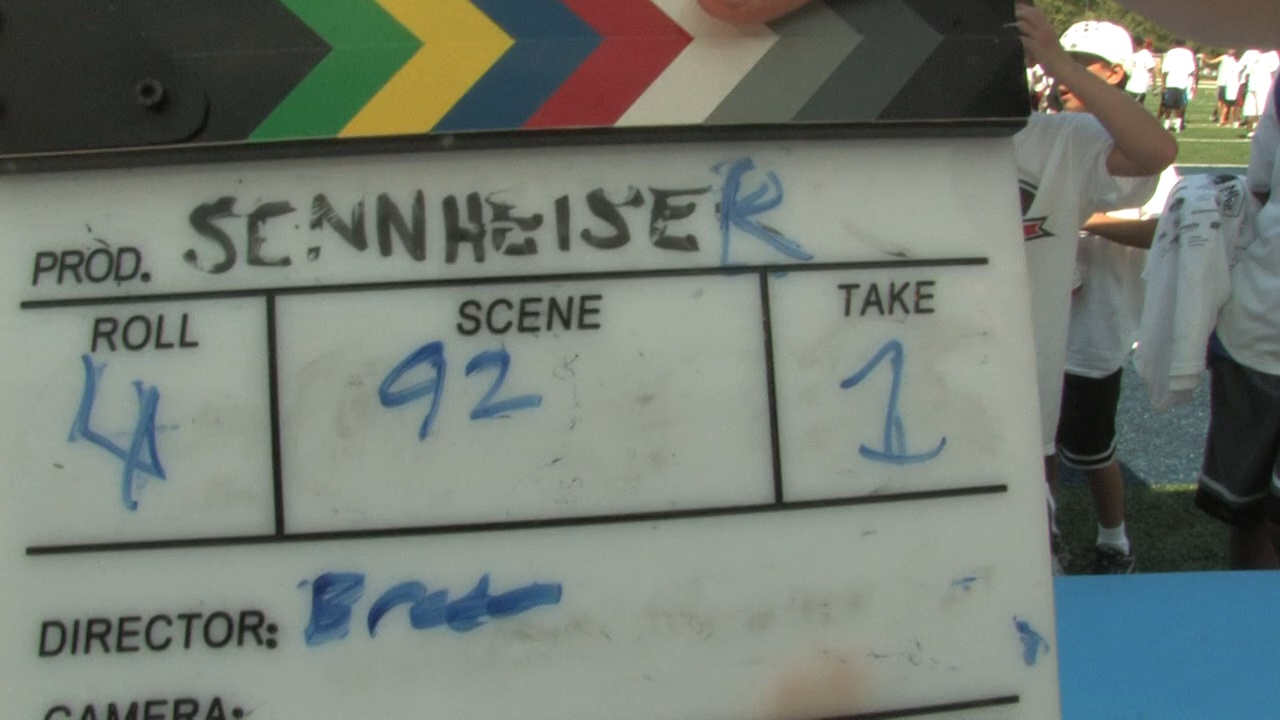 PROD. SENNHEISER
ROLL SCENE TAKE
4 92 1
DIRECTOR:
CAMERA: